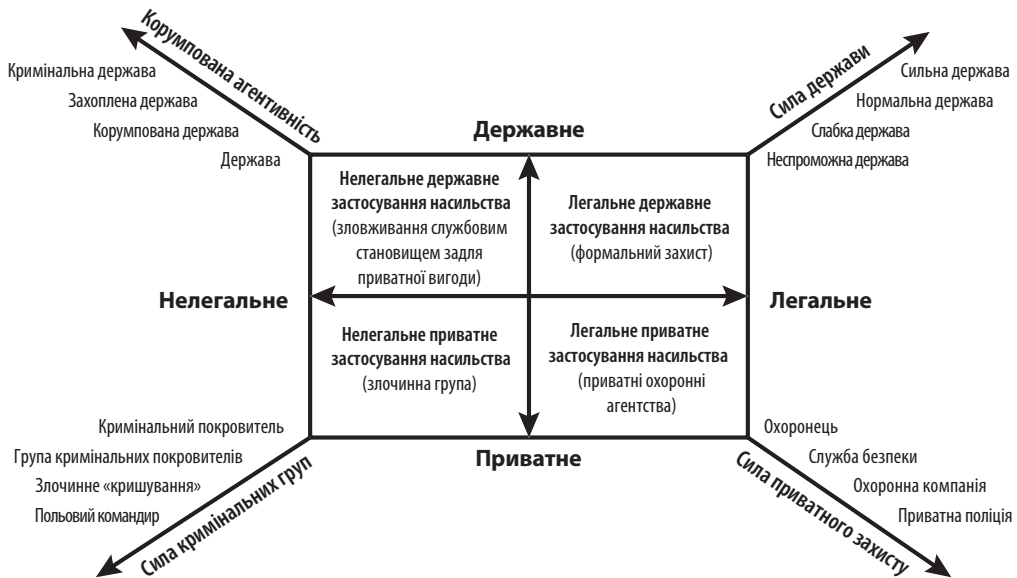 Корумпована агентивність
Кримінальна держава
Захоплена держава
Корумпована держава
Держава
Державне
Сила держави
Сильна держава
Нормальна держава
Слабка держава
Неспроможна держава
Нелегальне державне
застосування насильства
(зловживання службовим
становищем задля
приватної вигоди)
Легальне державне
застосування насильства
(формальний захист)
Нелегальне
Легальне
Нелегальне приватне
застосування насильства
(злочинна група)
Легальне приватне
застосування насильства
(приватні охоронні
агентства)
Кримінальний покровитель
Група кримінальних покровителів
Злочинне «кришування»
Польовий командир
Сила кримінальних груп
Приватне
Сила приватного захисту
Охоронець
Служба безпеки
Охоронна компанія
Приватна поліція